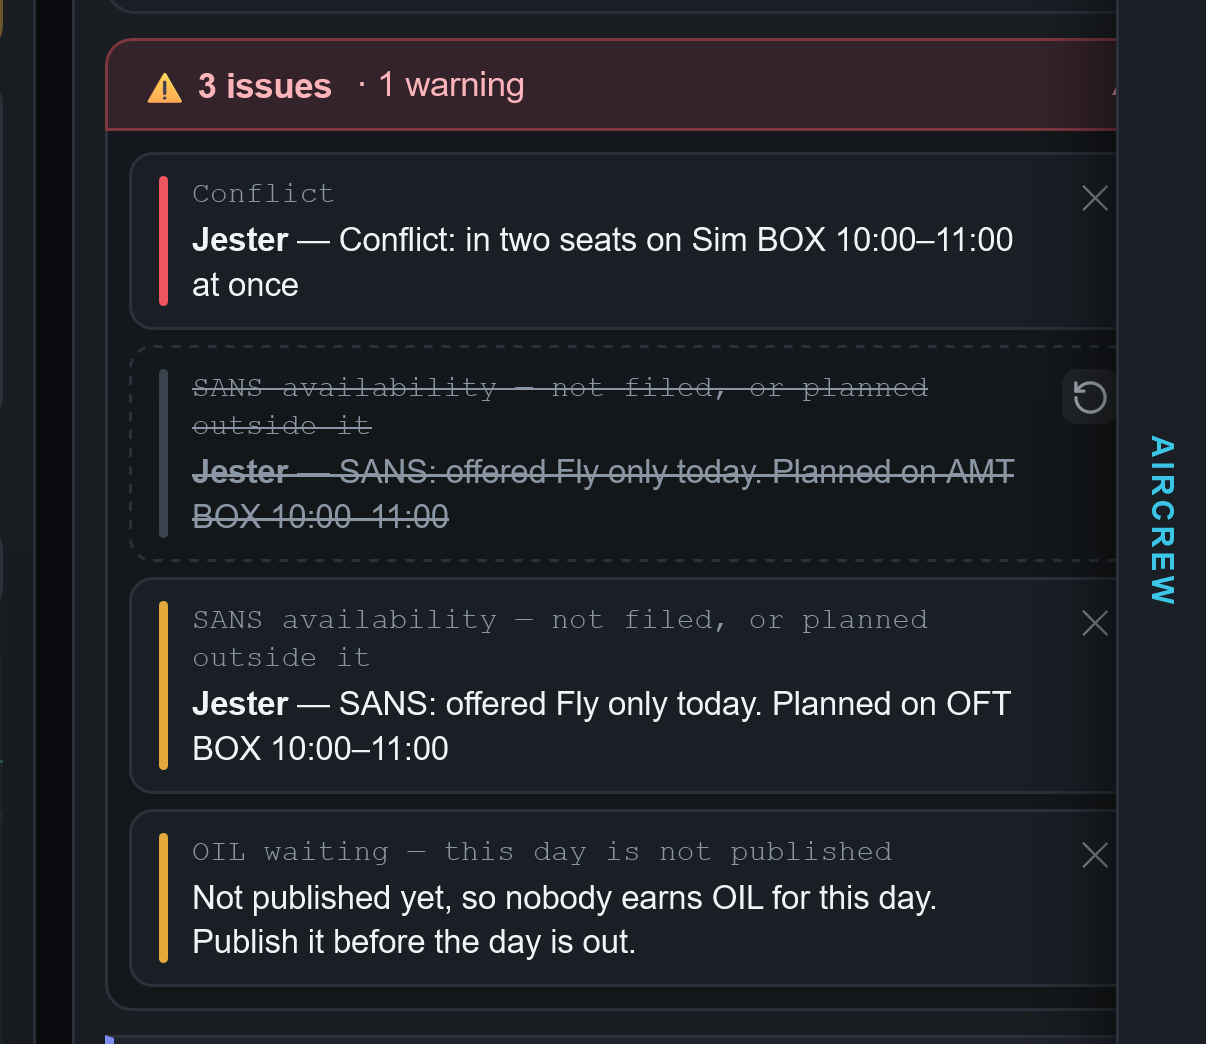 3 issues · 1 warning
Conflict
Jester — Conflict: in two seats on Sim BOX 10:00–11:00
at once
SANS availability — not filed, or planned
outside it
Jester — SANS: offered Fly only today. Planned on AMT
BOX 10:00–11:00
SANS availability — not filed, or planned
outside it
Jester — SANS: offered Fly only today. Planned on OFT
BOX 10:00–11:00
OIL waiting — this day is not published
Not published yet, so nobody earns OIL for this day.
Publish it before the day is out.
AIRCREW